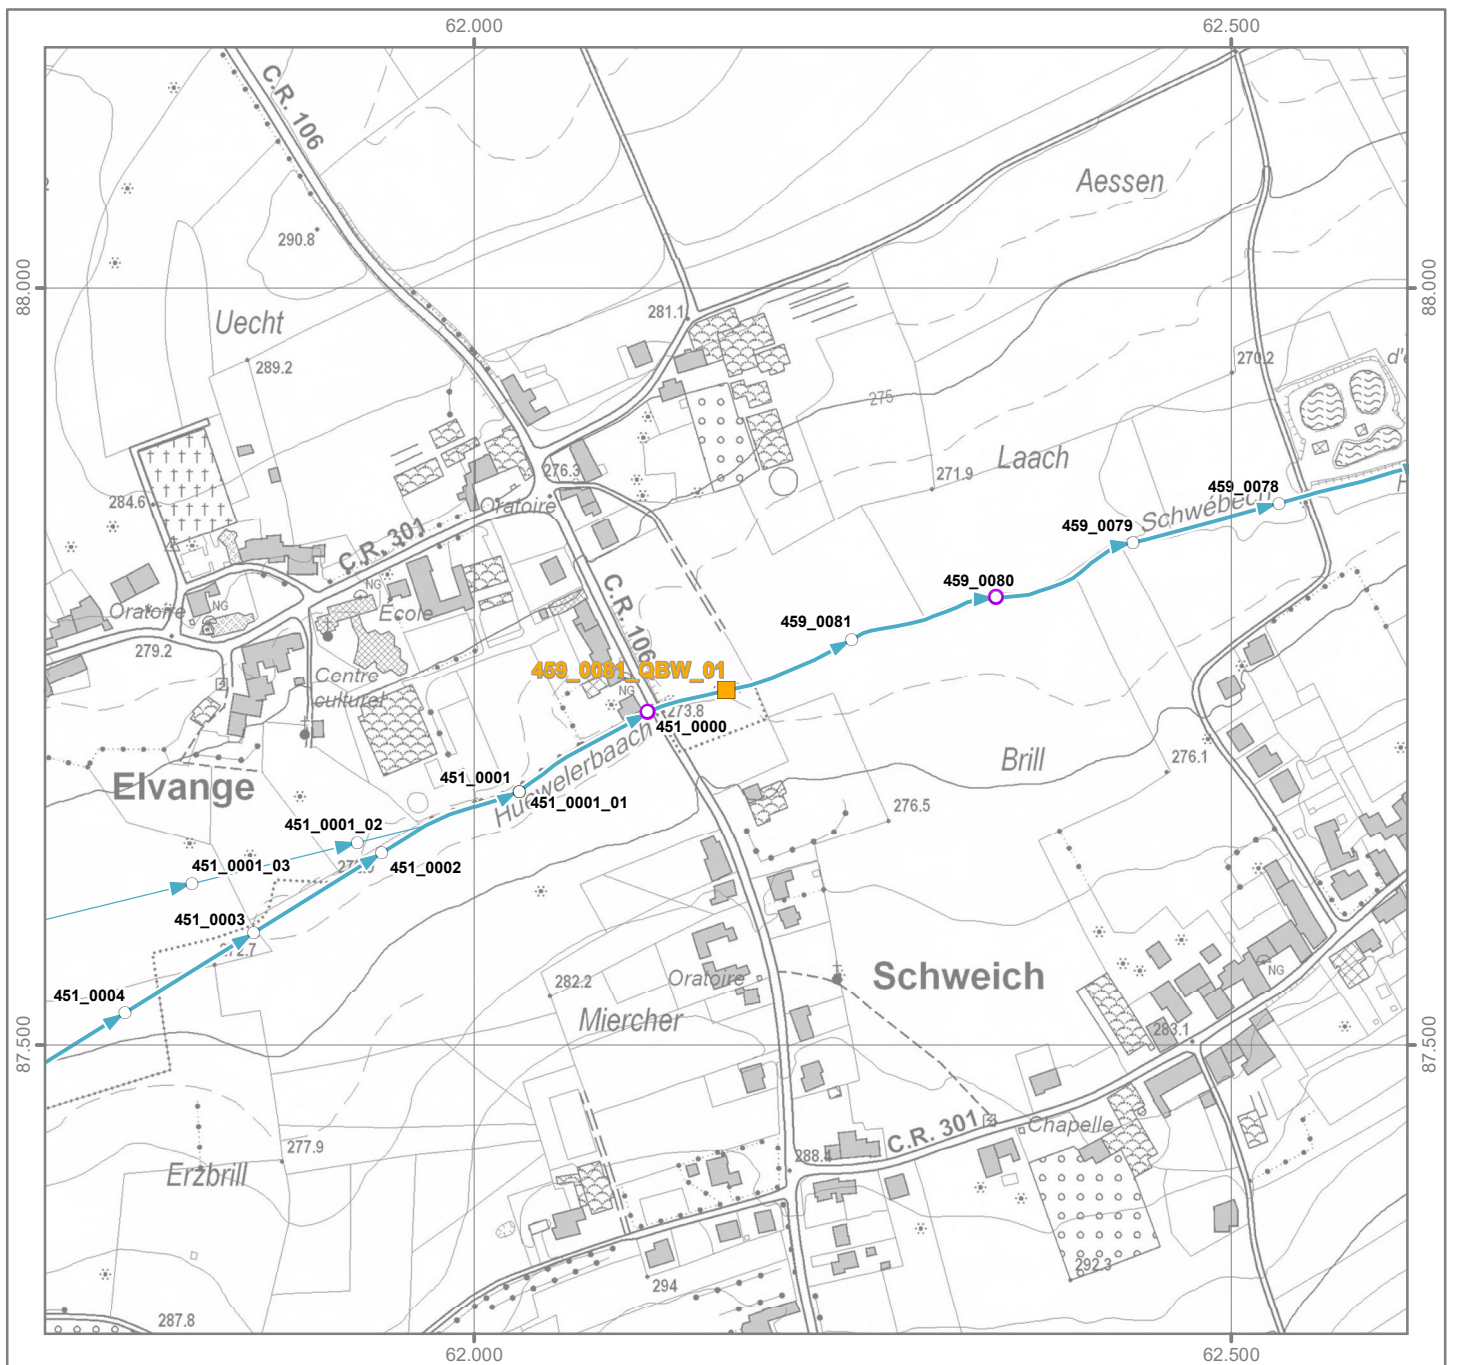 62.000
62.500
C.R. 106
Aessen
290.8
88.000
88.000
Uecht
281.1
289.2
270.2
d'e
275
Laach
271.9
276.3
459_0078
284.6
Oratoire
Schwébech
459_0079
H
C.R. 301
NG
C.R. 106
459_0080
Oratoire
NG
École
459_0081
279.2
459_0081_QBW_01
Centre
culturel
NG
273.8
451_0000
Huewelerbaach
Brill
276.1
451_0001
Elvange
451_0001_01
276.5
451_0001_02
451_0001_03
451_0002
451_0003
Schweich
Oratoire
NG
282.2
451_0004
Miercher
283.1
87.500
87.500
C.R. 301
Chapelle
277.9
288.4
Erzbrill
292.3
294
287.8
62.000
62.500